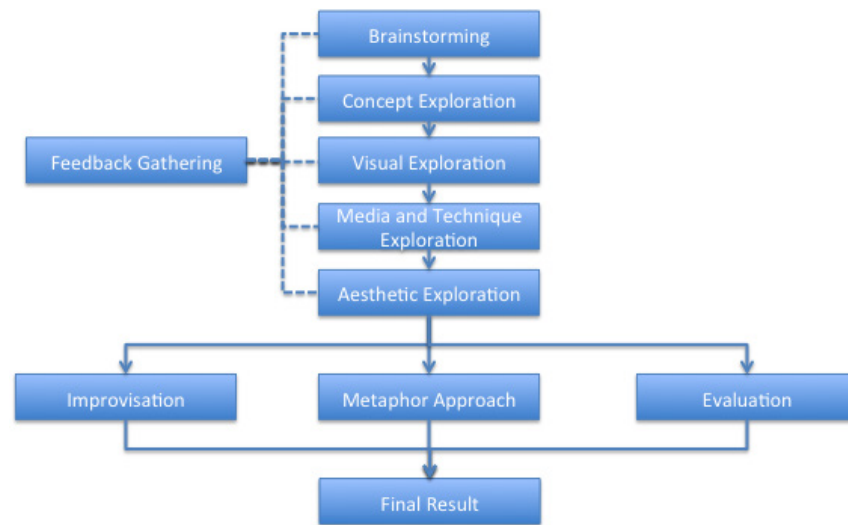 Brainstorming
Concept Exploration
Feedback Gathering
Visual Exploration
Media and Technique
Exploration
Aesthetic Exploration
Improvisation
Metaphor Approach
Evaluation
Final Result